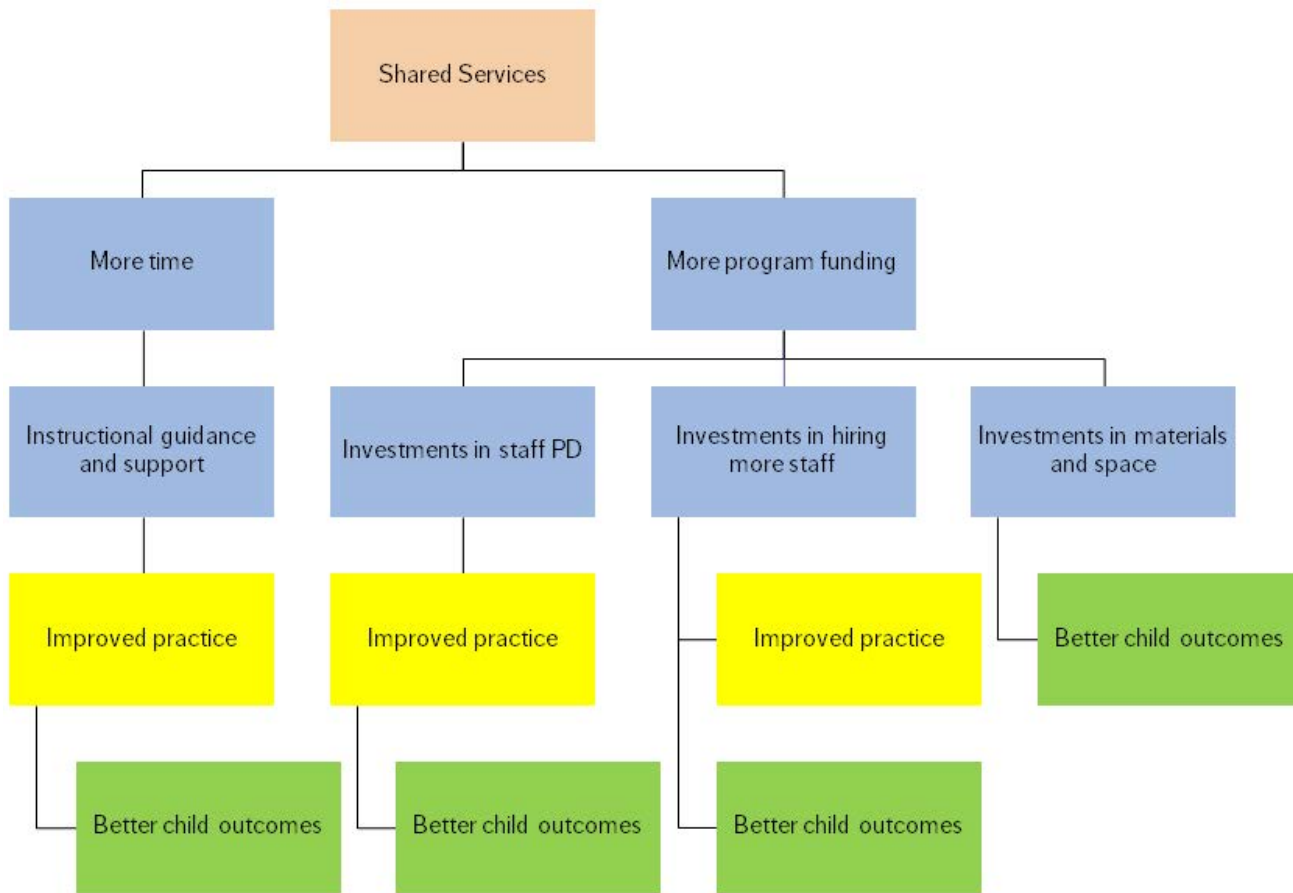 Shared Services
More time
More program funding
Instructional guidance
and support
Investments in staff PD
Investments in hiring
more staff
Investments in materials
and space
Improved practice
Improved practice
Improved practice
Better child outcomes
Better child outcomes
Better child outcomes
Better child outcomes